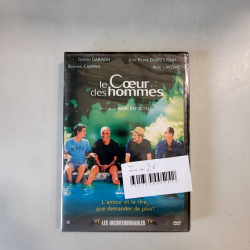 GÉRARD DARMON JEAN-PIERRE DARROUSSIN
BERNARD CAMPAN MARC LAVOINE
le Cœur
des hommes
L'amour et le rire,
que demander de plus?
LES INCONTOURNABLES
DVD